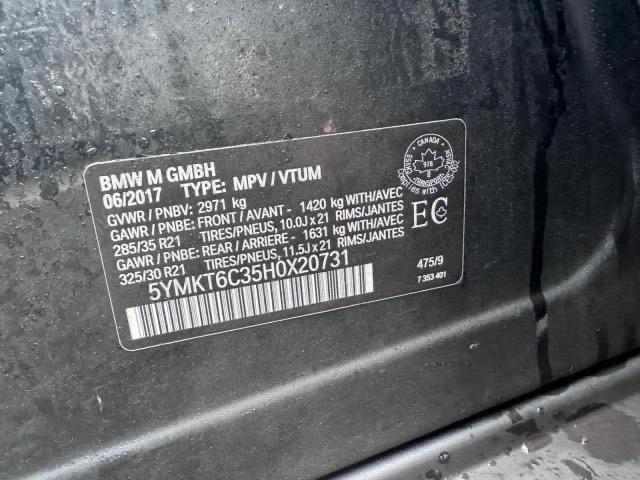 BMW M GMBH
06/2017 TYPE: MPV / VTUM
GVWR / PNBV: 2971 kg
GAWR / PNBE: FRONT / AVANT - 1420 kg WITH/AVEC
285/35 R21 TIRES/PNEUS, 10.0J x 21 RIMS/JANTES
GAWR / PNBE: REAR / ARRIERE - 1631 kg WITH/AVEC
325/30 R21 TIRES/PNEUS, 11.5J x 21 RIMS/JANTES
5YMKT6C35H0X20731
CANADA
978
TRANSPORT
EC
475/9
7 353 401